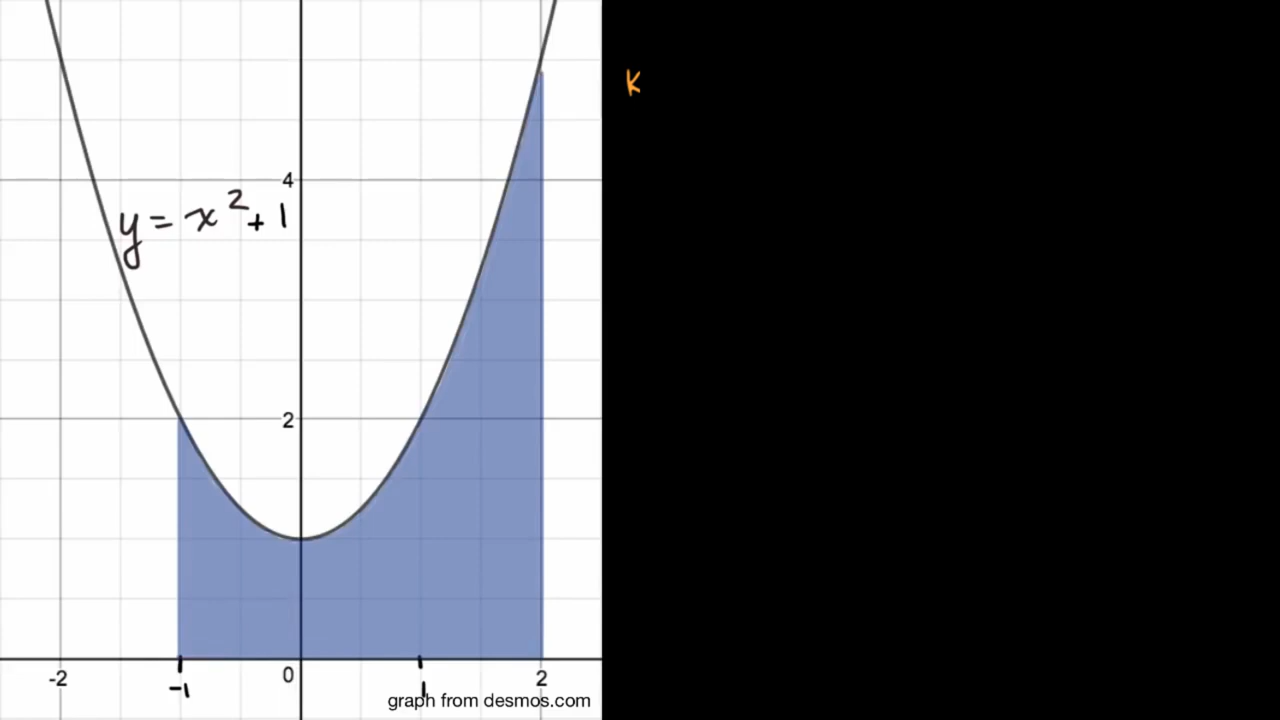 K
4
y = x² + 1
2
-2
-1
0
1
2
graph from desmos.com